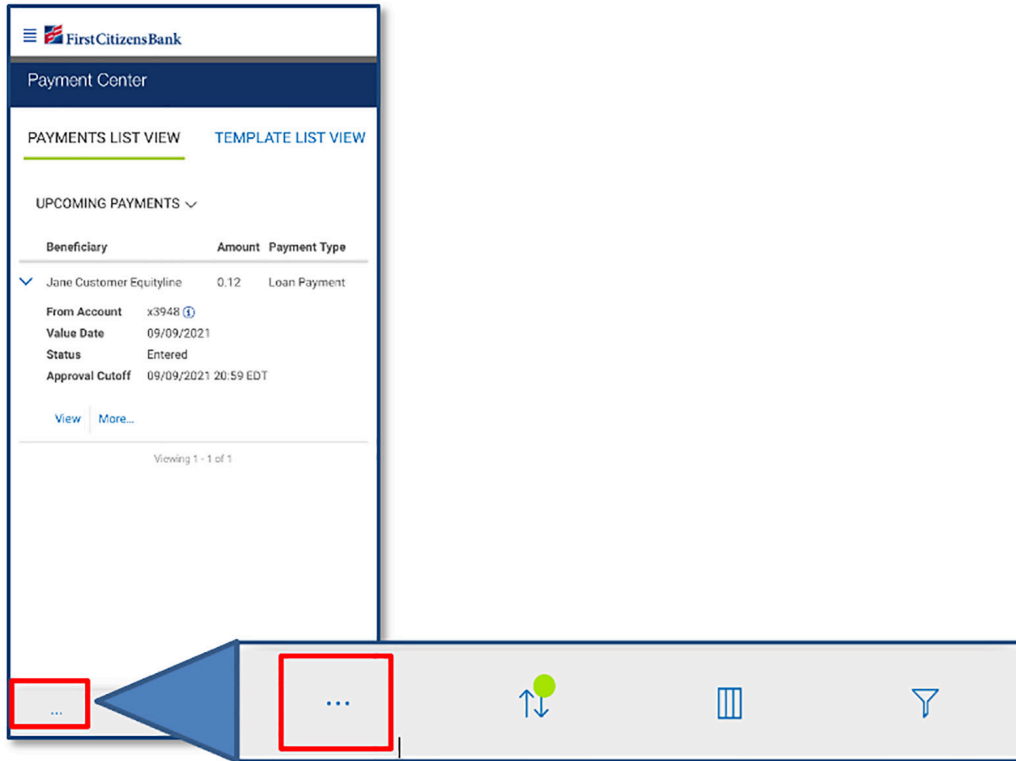 FirstCitizensBank
Payment Center
PAYMENTS LIST VIEW TEMPLATE LIST VIEW
UPCOMING PAYMENTS
Beneficiary Amount Payment Type
Jane Customer Equityline 0.12 Loan Payment
From Account x3948
Value Date 09/09/2021
Status Entered
Approval Cutoff 09/09/2021 20:59 EDT
View More...
Viewing 1 - 1 of 1
... ...